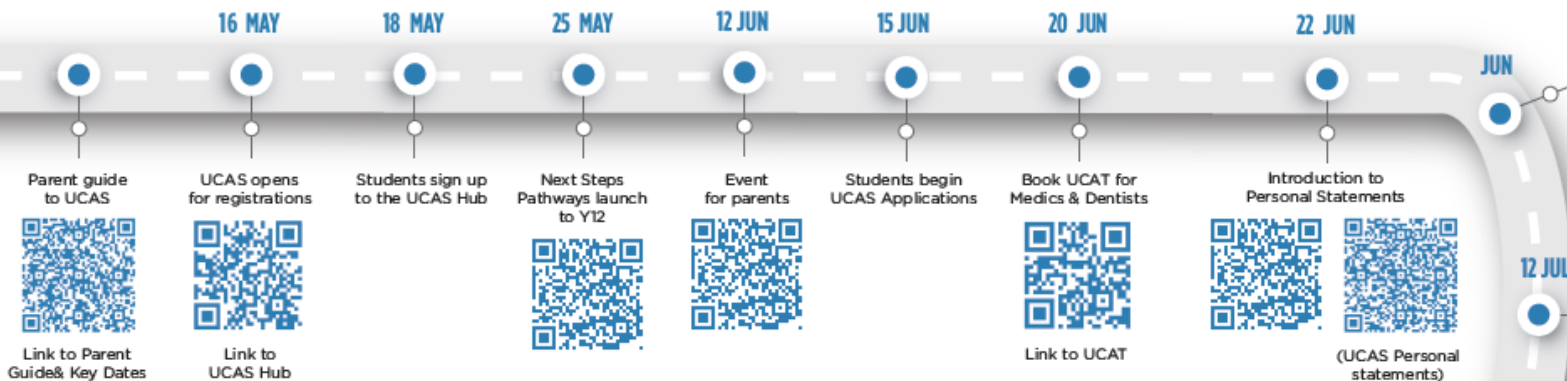 Parent guide
to UCAS
Link to Parent
Guide& Key Dates
16 MAY
UCAS opens
for registrations
Link to
UCAS Hub
18 MAY
Students sign up
to the UCAS Hub
25 MAY
Next Steps
Pathways launch
to Y12
12 JUN
Event
for parents
15 JUN
Students begin
UCAS Applications
20 JUN
Book UCAT for
Medics & Dentists
Link to UCAT
22 JUN
Introduction to
Personal Statements
(UCAS Personal
statements)
JUN
12 JUL